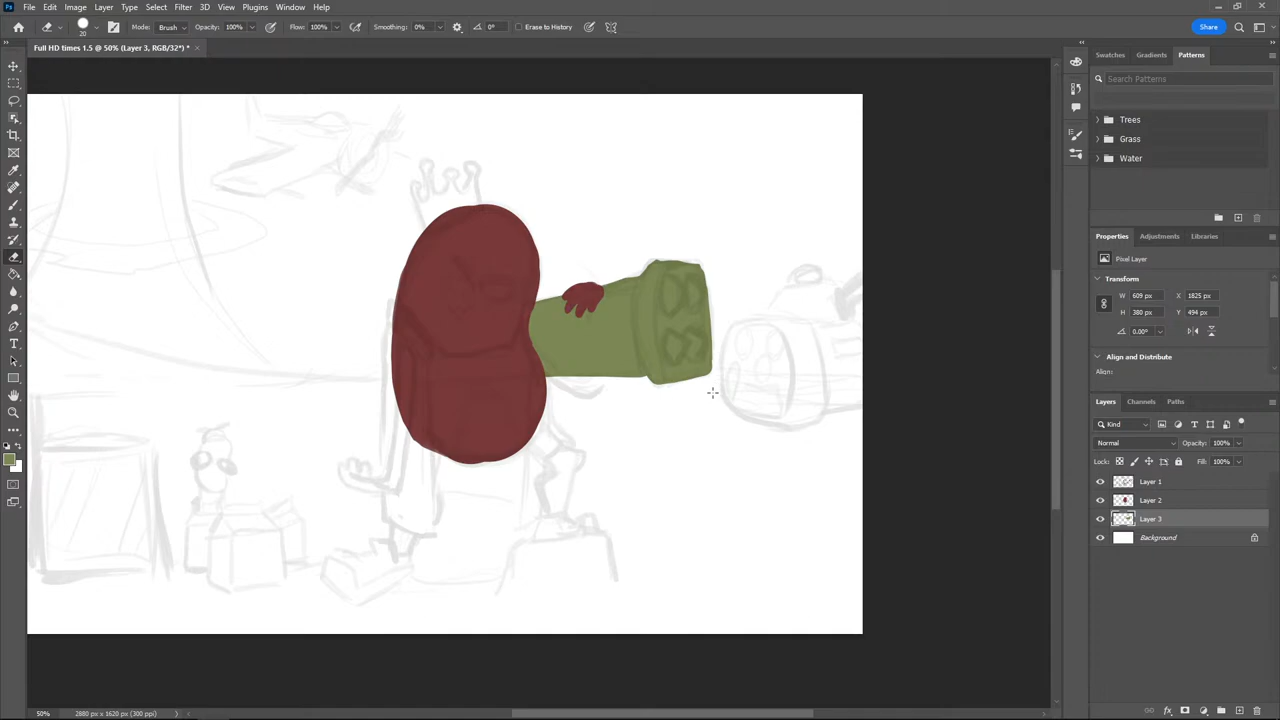 Ps File Edit Image Layer Type Select Filter 3D View Plugins Window Help
20 Mode: Brush Opacity: 100% Flow: 100% Smoothing: 0% 0° Erase to History Share
Full HD times 1.5 @ 50% (Layer 3, RGB/32*) * ×
Swatches Gradients Patterns
Search Patterns
Trees
Grass
Water
Properties Adjustments Libraries
Pixel Layer
Transform
W 609 px X 1825 px
H 380 px Y 494 px
0.00°
Align and Distribute
Align:
Layers Channels Paths
Kind
Normal Opacity: 100%
Lock: Fill: 100%
Layer 1
Layer 2
Layer 3
Background
50% 2880 px x 1620 px (300 ppi)
fx